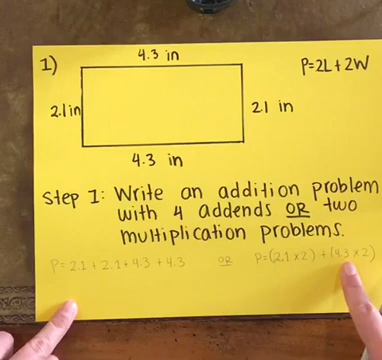 1)
4.3 in
P=2L+2W
2.1in
2.1 in
4.3 in
Step 1: Write an addition problem
with 4 addends OR two
multiplication problems.
P= 2.1 + 2.1 + 4.3 + 4.3 OR P=(2.1 x 2) + (4.3 x 2)